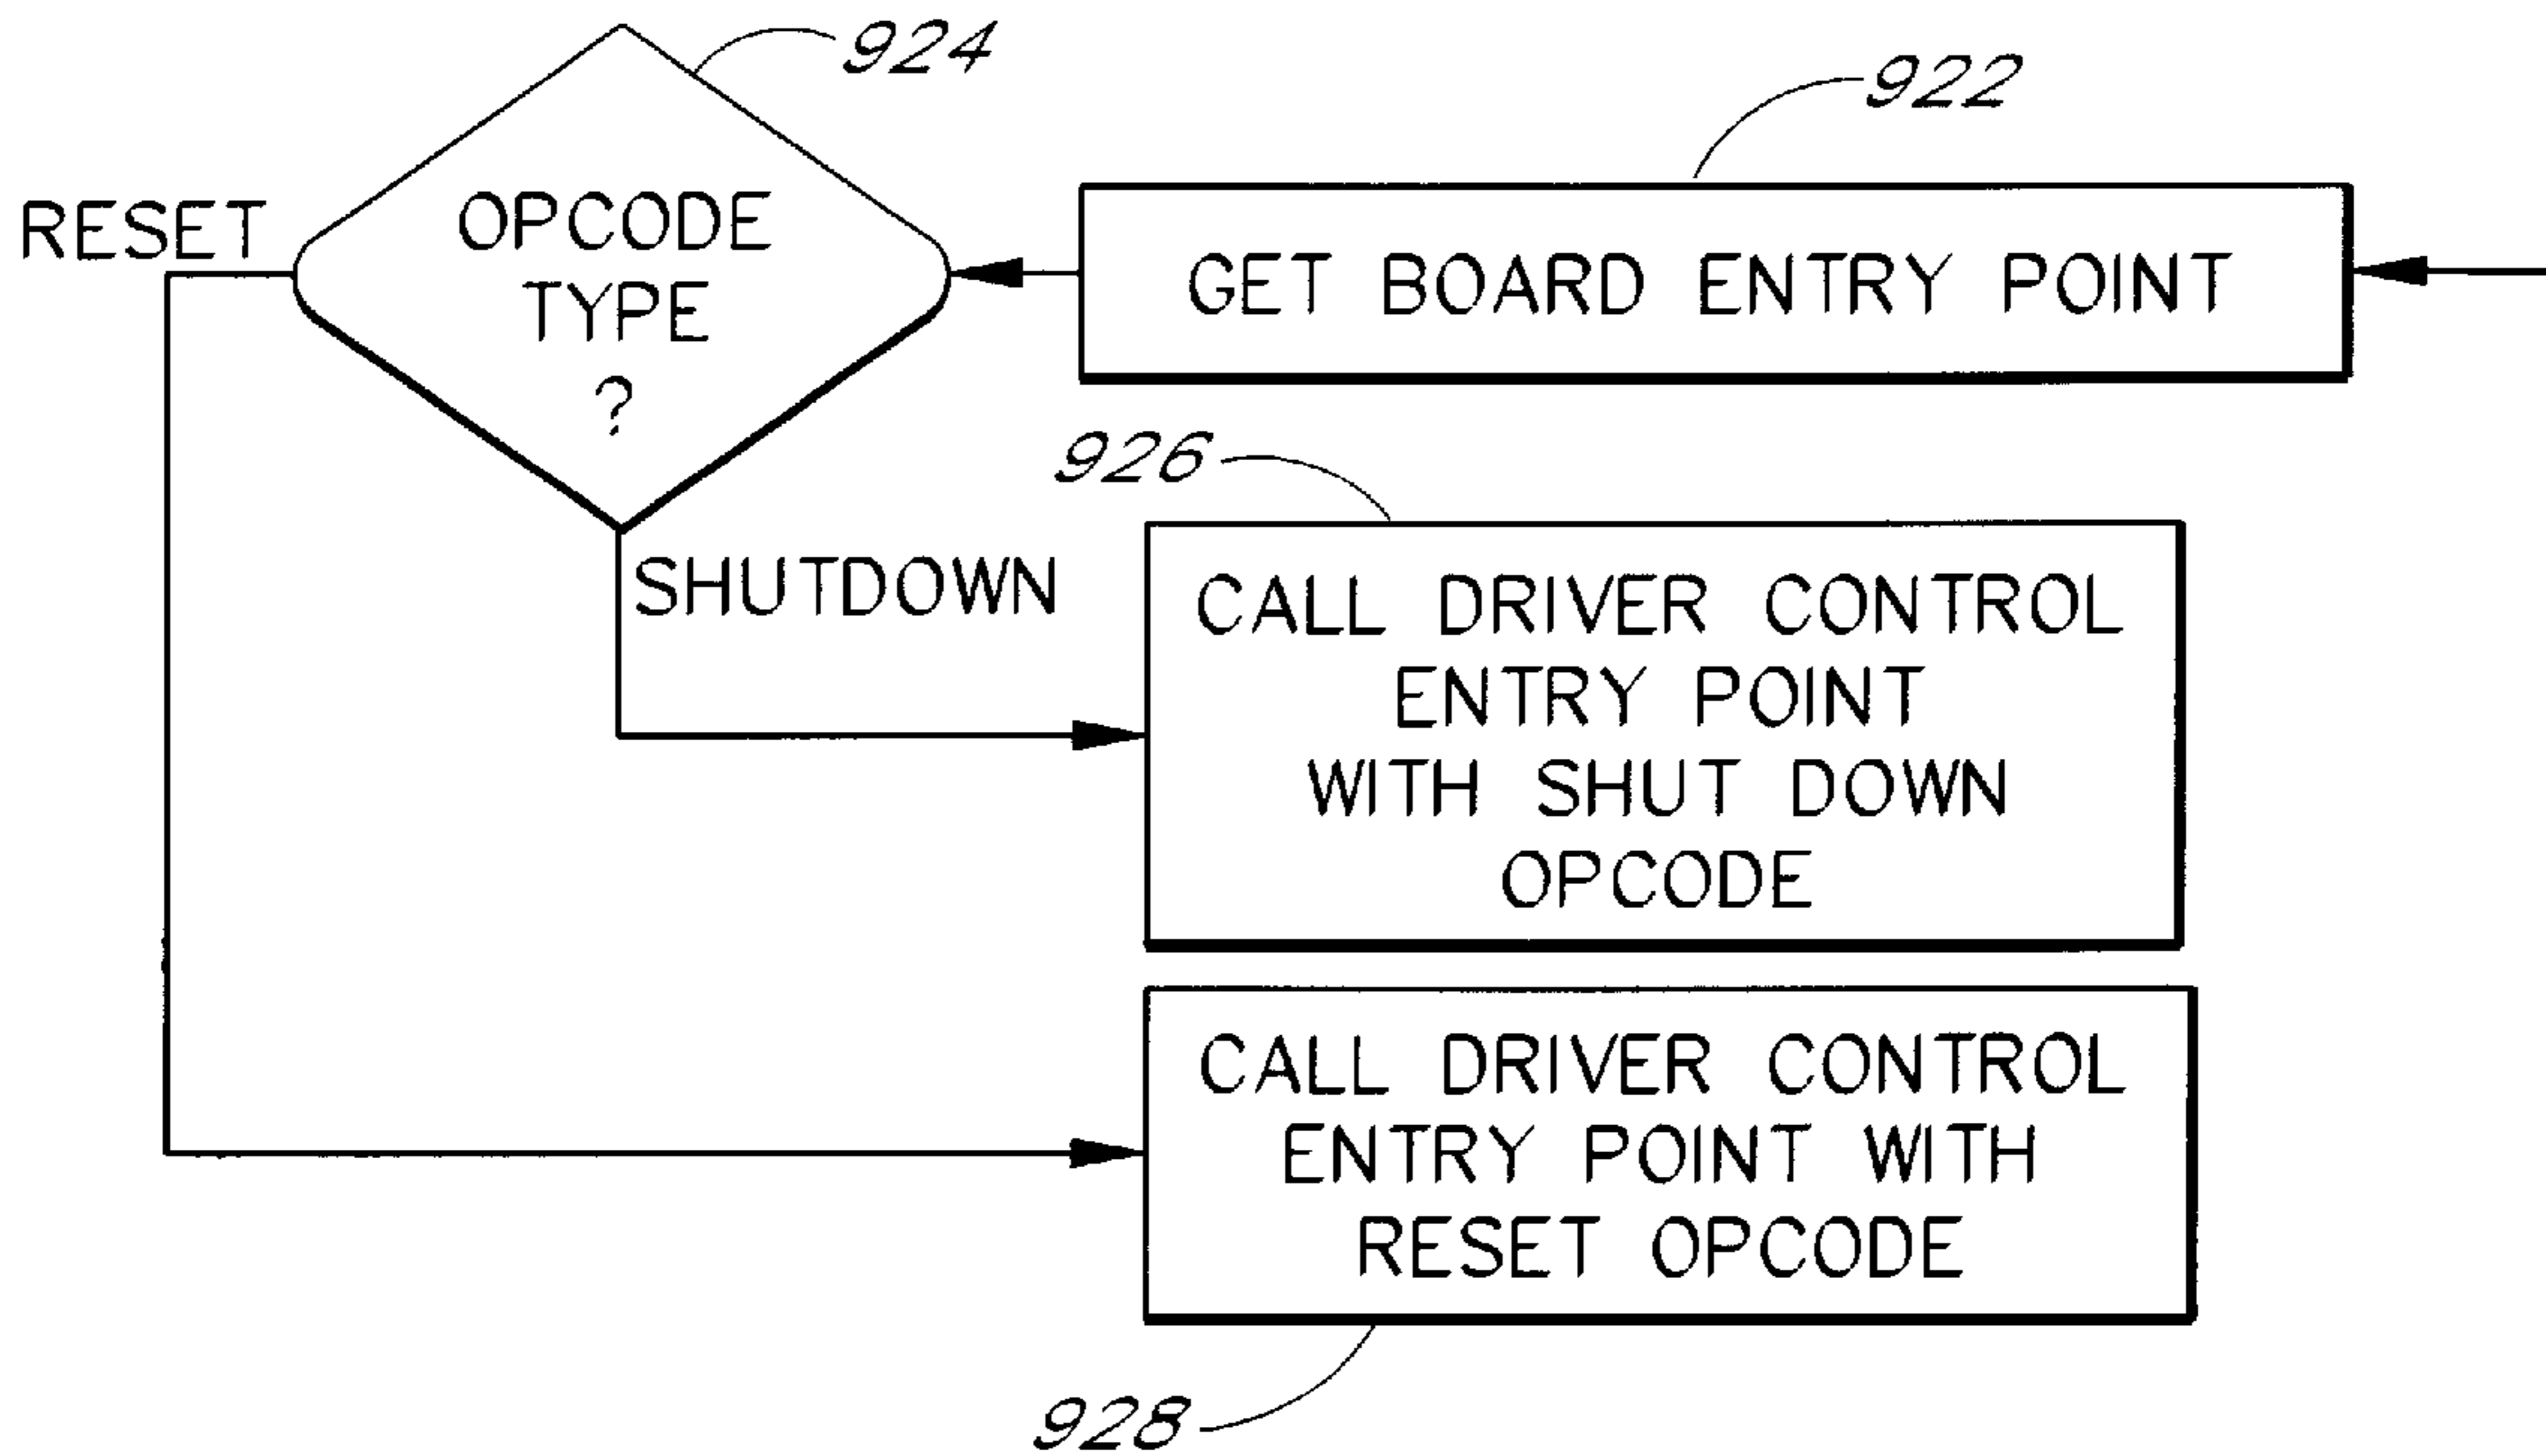 924
922
RESET
OPCODE
TYPE
?
GET BOARD ENTRY POINT
926
SHUTDOWN
CALL DRIVER CONTROL
ENTRY POINT
WITH SHUT DOWN
OPCODE
CALL DRIVER CONTROL
ENTRY POINT WITH
RESET OPCODE
928